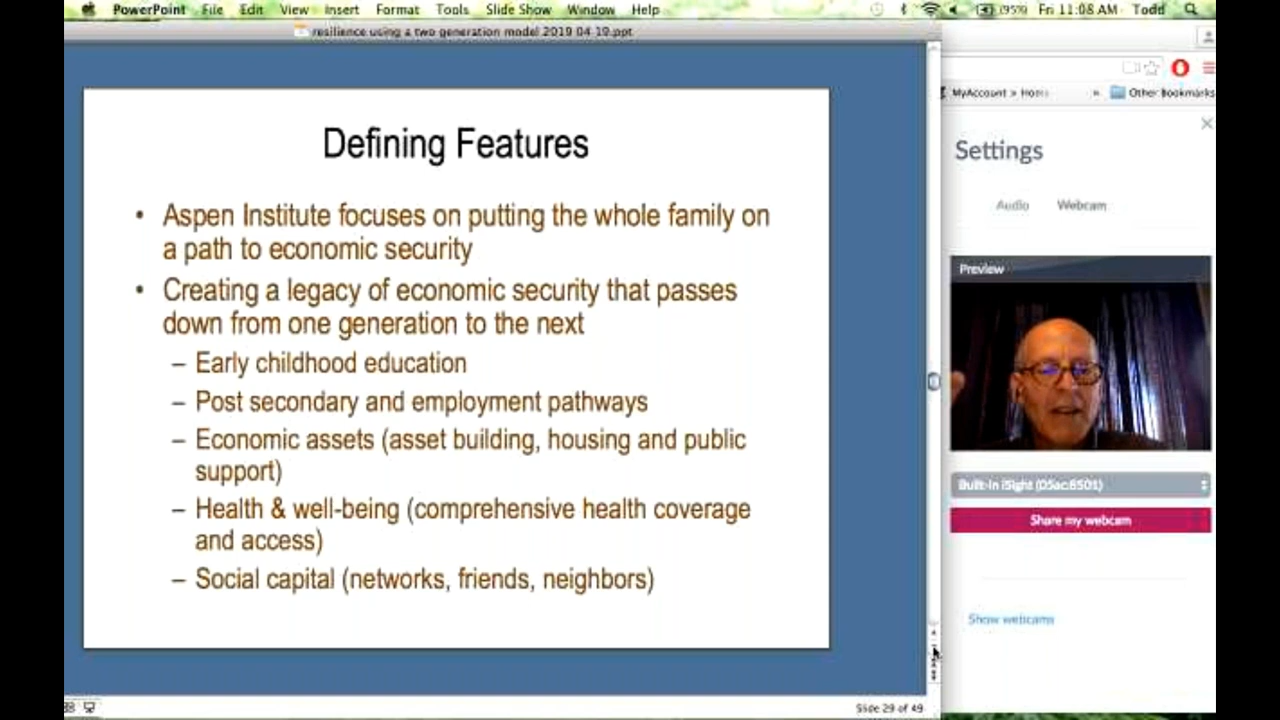 PowerPoint File Edit View Insert Format Tools Slide Show Window Help (95%) Fri 11:08 AM Todd
resilience using a two generation model 2019 04 19.ppt
Defining Features
• Aspen Institute focuses on putting the whole family on
a path to economic security
• Creating a legacy of economic security that passes
down from one generation to the next
– Early childhood education
– Post secondary and employment pathways
– Economic assets (asset building, housing and public
support)
– Health & well-being (comprehensive health coverage
and access)
– Social capital (networks, friends, neighbors)
Slide 29 of 49
MyAccount » Home » Other Bookmarks
Settings
Audio Webcam
Preview
Built-in iSight (05ac:8501)
Share my webcam
Show webcams